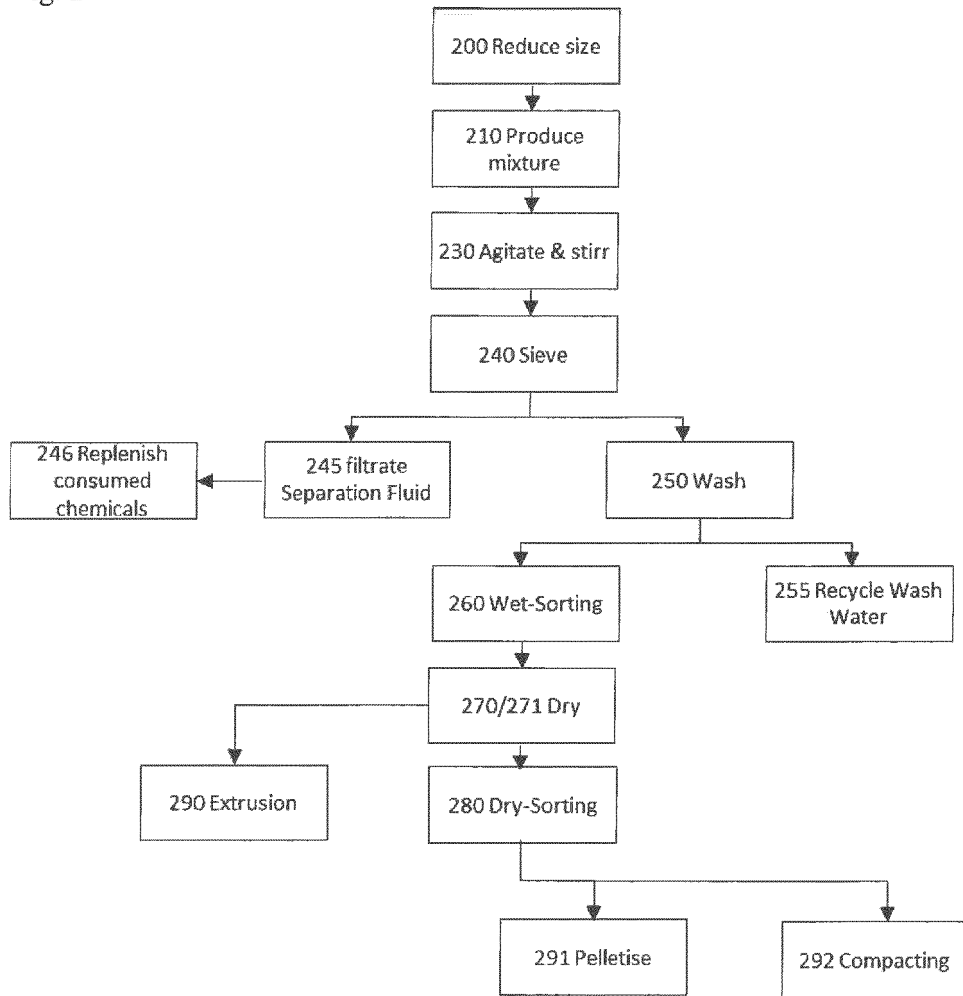 200 Reduce size
210 Produce
mixture
230 Agitate & stirr
240 Sieve
246 Replenish
consumed
chemicals
245 filtrate
Separation Fluid
250 Wash
260 Wet-Sorting
255 Recycle Wash
Water
270/271 Dry
290 Extrusion
280 Dry-Sorting
291 Pelletise
292 Compacting